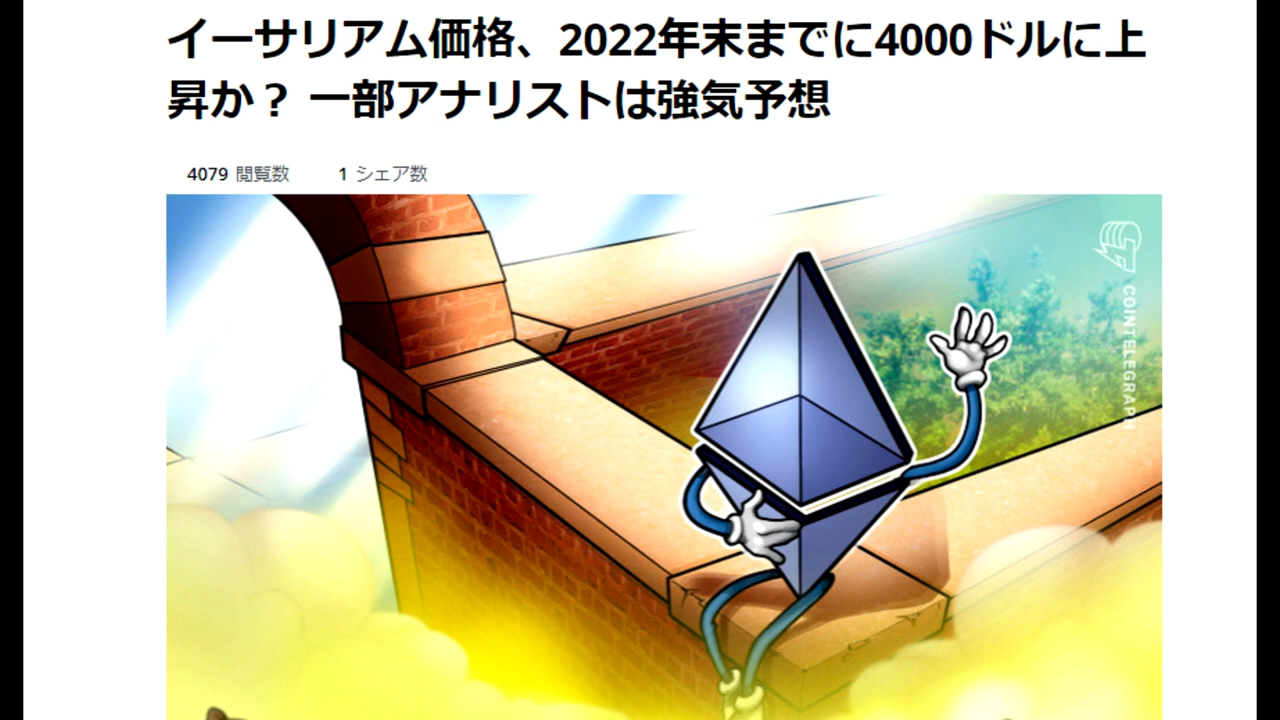 イーサリアム価格、2022年末までに4000ドルに上
昇か? 一部アナリストは強気予想
4079 閲覧数 1 シェア数
COINTELEGRAPH